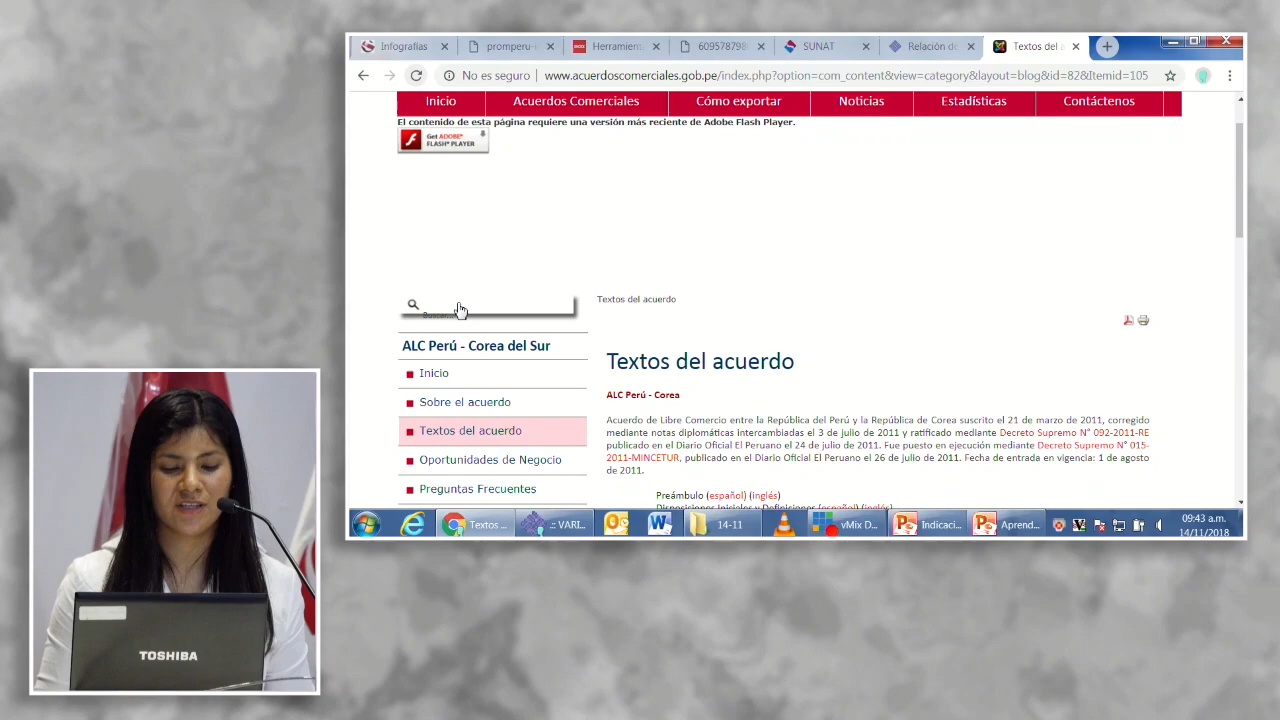 Infografías
promperu-
Herramien
609578798
SUNAT
Relación de
Textos del a
No es seguro
www.acuerdoscomerciales.gob.pe/index.php?option=com_content&view=category&layout=blog&id=82&Itemid=105
Inicio
Acuerdos Comerciales
Cómo exportar
Noticias
Estadísticas
Contáctenos
El contenido de esta página requiere una versión más reciente de Adobe Flash Player.
Get ADOBE®
FLASH® PLAYER
Buscar...
Textos del acuerdo
ALC Perú - Corea del Sur
Inicio
Sobre el acuerdo
Textos del acuerdo
Oportunidades de Negocio
Preguntas Frecuentes
Textos del acuerdo
ALC Perú - Corea
Acuerdo de Libre Comercio entre la República del Perú y la República de Corea suscrito el 21 de marzo de 2011, corregido
mediante notas diplomáticas intercambiadas el 3 de julio de 2011 y ratificado mediante Decreto Supremo N° 092-2011-RE
publicado en el Diario Oficial El Peruano el 24 de julio de 2011. Fue puesto en ejecución mediante Decreto Supremo N° 015-
2011-MINCETUR, publicado en el Diario Oficial El Peruano el 26 de julio de 2011. Fecha de entrada en vigencia: 1 de agosto
de 2011.
Preámbulo (español) (inglés)
Disposiciones Iniciales y Definiciones (español) (inglés)
Textos ...
.:: VARI...
14-11
vMix D...
Indicaci...
Aprend...
09:43 a.m.
14/11/2018
TOSHIBA